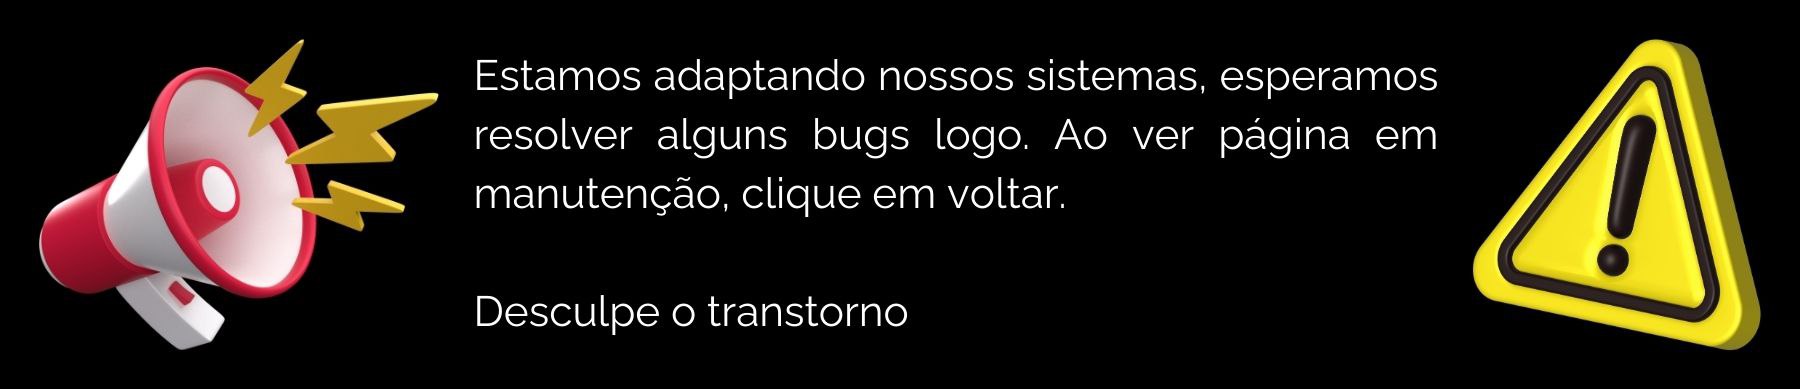 Estamos adaptando nossos sistemas, esperamos
resolver alguns bugs logo. Ao ver página em
manutenção, clique em voltar.
Desculpe o transtorno